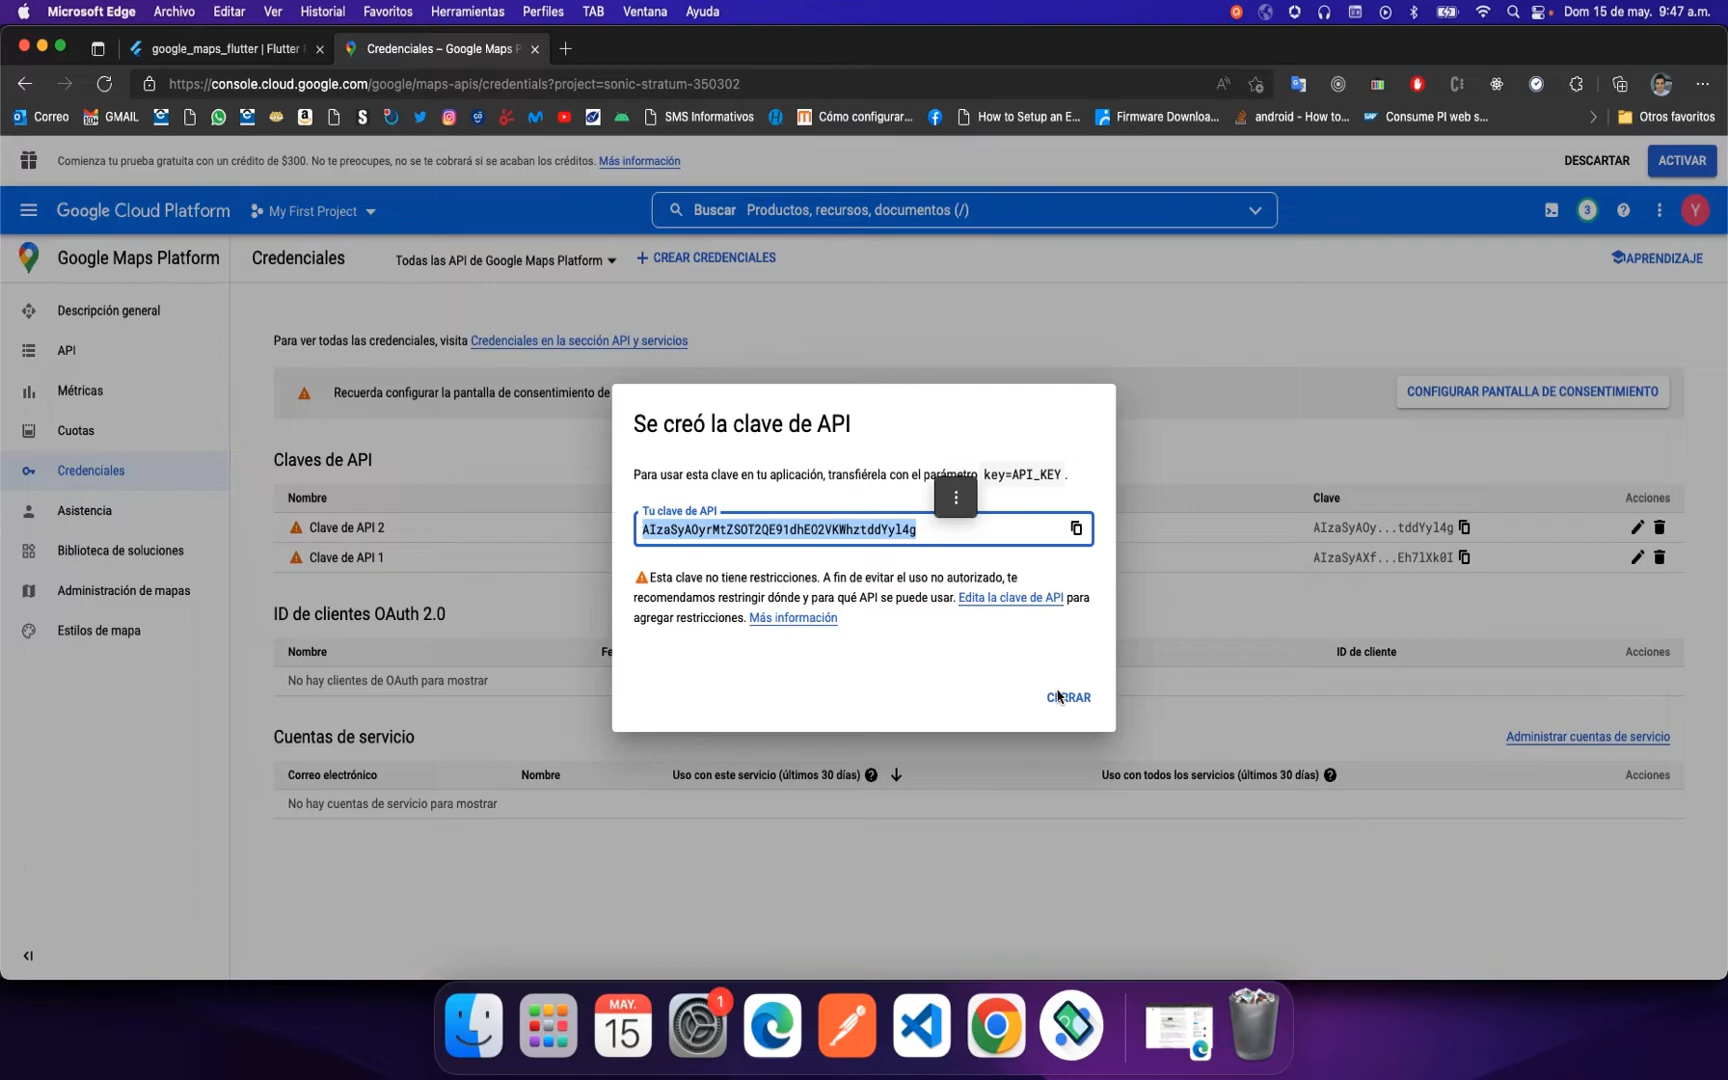 Microsoft Edge Archivo Editar Ver Historial Favoritos Herramientas Perfiles TAB Ventana Ayuda
Dom 15 de may. 9:47 a.m.
google_maps_flutter | Flutter
Credenciales – Google Maps P
https://console.cloud.google.com/google/maps-apis/credentials?project=sonic-stratum-350302
Correo GMAIL SMS Informativos Cómo configurar... How to Setup an E... Firmware Downloa... android - How to... Consume PI web s... Otros favoritos
Comienza tu prueba gratuita con un crédito de $300. No te preocupes, no se te cobrará si se acaban los créditos. Más información
DESCARTAR ACTIVAR
Google Cloud Platform My First Project
Buscar Productos, recursos, documentos (/)
3
Y
Google Maps Platform
Credenciales
Todas las API de Google Maps Platform
+ CREAR CREDENCIALES
APRENDIZAJE
Descripción general
API
Métricas
Cuotas
Credenciales
Asistencia
Biblioteca de soluciones
Administración de mapas
Estilos de mapa
Para ver todas las credenciales, visita Credenciales en la sección API y servicios
Recuerda configurar la pantalla de consentimiento de
CONFIGURAR PANTALLA DE CONSENTIMIENTO
Claves de API
Nombre Clave Acciones
Clave de API 2 AIzaSyAOy...tddYyl4g
Clave de API 1 AIzaSyAXf...Eh7lXk0I
ID de clientes OAuth 2.0
Nombre Fe ID de cliente Acciones
No hay clientes de OAuth para mostrar
Cuentas de servicio
Administrar cuentas de servicio
Correo electrónico Nombre Uso con este servicio (últimos 30 días) Uso con todos los servicios (últimos 30 días) Acciones
No hay cuentas de servicio para mostrar
Se creó la clave de API
Para usar esta clave en tu aplicación, transfiérela con el parámetro key=API_KEY .
Tu clave de API
AIzaSyAOyrMtZSOT2QE91dhEO2VKWhztddYyl4g
Esta clave no tiene restricciones. A fin de evitar el uso no autorizado, te
recomendamos restringir dónde y para qué API se puede usar. Edita la clave de API para
agregar restricciones. Más información
CERRAR
MAY.
15
1